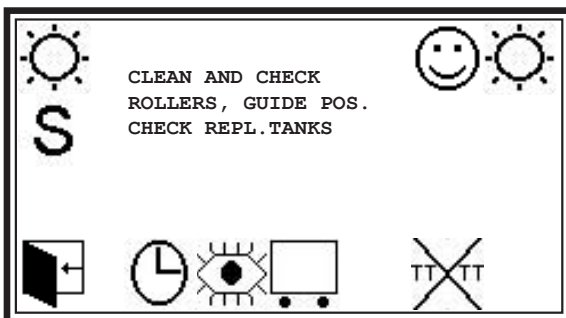 CLEAN AND CHECK
ROLLERS, GUIDE POS.
S
CHECK REPL.TANKS
TT TT